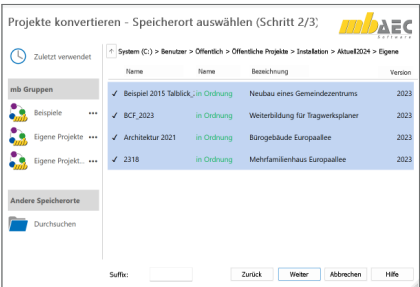 Projekte konvertieren - Speicherort auswählen (Schritt 2/3)
mb AEC
Software
Zuletzt verwendet
System (C:) > Benutzer > Öffentlich > Öffentliche Projekte > Installation > Aktuell2024 > Eigene
Name Name Bezeichnung Version
mb Gruppen
✓ Beispiel 2015 Talblick_ in Ordnung Neubau eines Gemeindezentrums 2023
Beispiele •••
✓ BCF_2023 in Ordnung Weiterbildung für Tragwerksplaner 2023
Eigene Projekte •••
✓ Architektur 2021 in Ordnung Bürogebäude Europaallee 2023
Eigene Projekt... •••
✓ 2318 in Ordnung Mehrfamilienhaus Europaallee 2023
Andere Speicherorte
Durchsuchen
Suffix: Zurück Weiter Abbrechen Hilfe